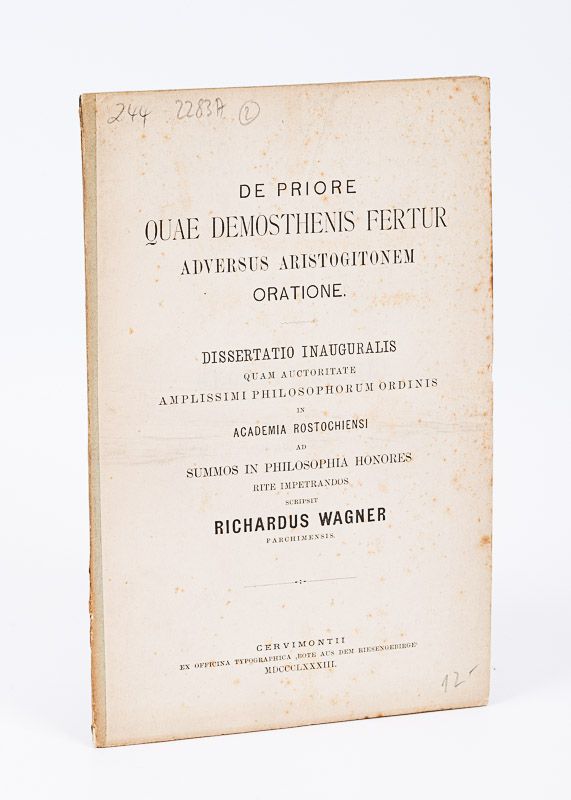 244 2283A 2
DE PRIORE
QUAE DEMOSTHENIS FERTUR
ADVERSUS ARISTOGITONEM
ORATIONE.
DISSERTATIO INAUGURALIS
QUAM AUCTORITATE
AMPLISSIMI PHILOSOPHORUM ORDINIS
IN
ACADEMIA ROSTOCHIENSI
AD
SUMMOS IN PHILOSOPHIA HONORES
RITE IMPETRANDOS
SCRIPSIT
RICHARDUS WAGNER
PARCHIMENSIS.
CERVIMONTII
EX OFFICINA TYPOGRAPHICA ‚BOTE AUS DEM RIESENGEBIRGE‘
MDCCCLXXXIII.
12-